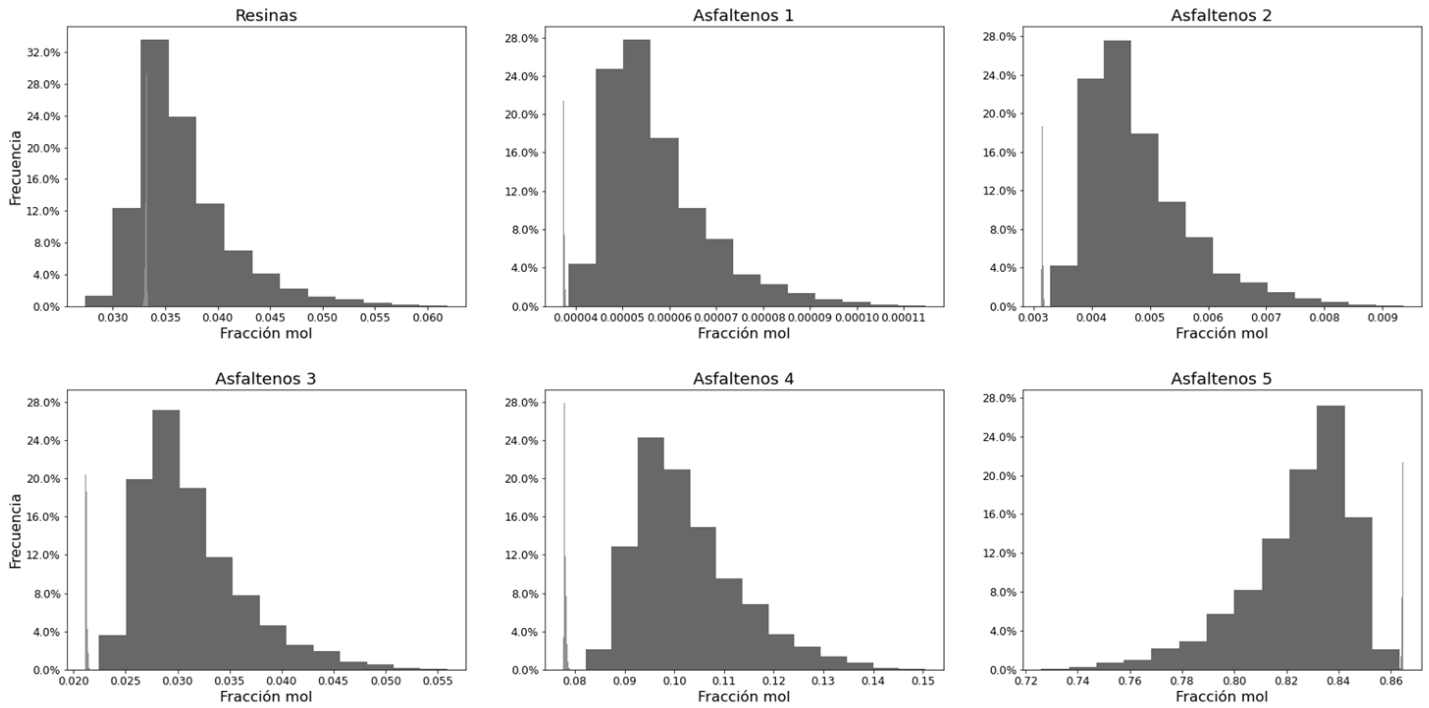 Resinas
Frecuencia
32.0%
28.0%
24.0%
20.0%
16.0%
12.0%
8.0%
4.0%
0.0%
0.030 0.035 0.040 0.045 0.050 0.055 0.060
Fracción mol
Asfaltenos 1
28.0%
24.0%
20.0%
16.0%
12.0%
8.0%
4.0%
0.0%
0.00004 0.00005 0.00006 0.00007 0.00008 0.00009 0.00010 0.00011
Fracción mol
Asfaltenos 2
28.0%
24.0%
20.0%
16.0%
12.0%
8.0%
4.0%
0.0%
0.003 0.004 0.005 0.006 0.007 0.008 0.009
Fracción mol
Asfaltenos 3
Frecuencia
28.0%
24.0%
20.0%
16.0%
12.0%
8.0%
4.0%
0.0%
0.020 0.025 0.030 0.035 0.040 0.045 0.050 0.055
Fracción mol
Asfaltenos 4
28.0%
24.0%
20.0%
16.0%
12.0%
8.0%
4.0%
0.0%
0.08 0.09 0.10 0.11 0.12 0.13 0.14 0.15
Fracción mol
Asfaltenos 5
28.0%
24.0%
20.0%
16.0%
12.0%
8.0%
4.0%
0.0%
0.72 0.74 0.76 0.78 0.80 0.82 0.84 0.86
Fracción mol